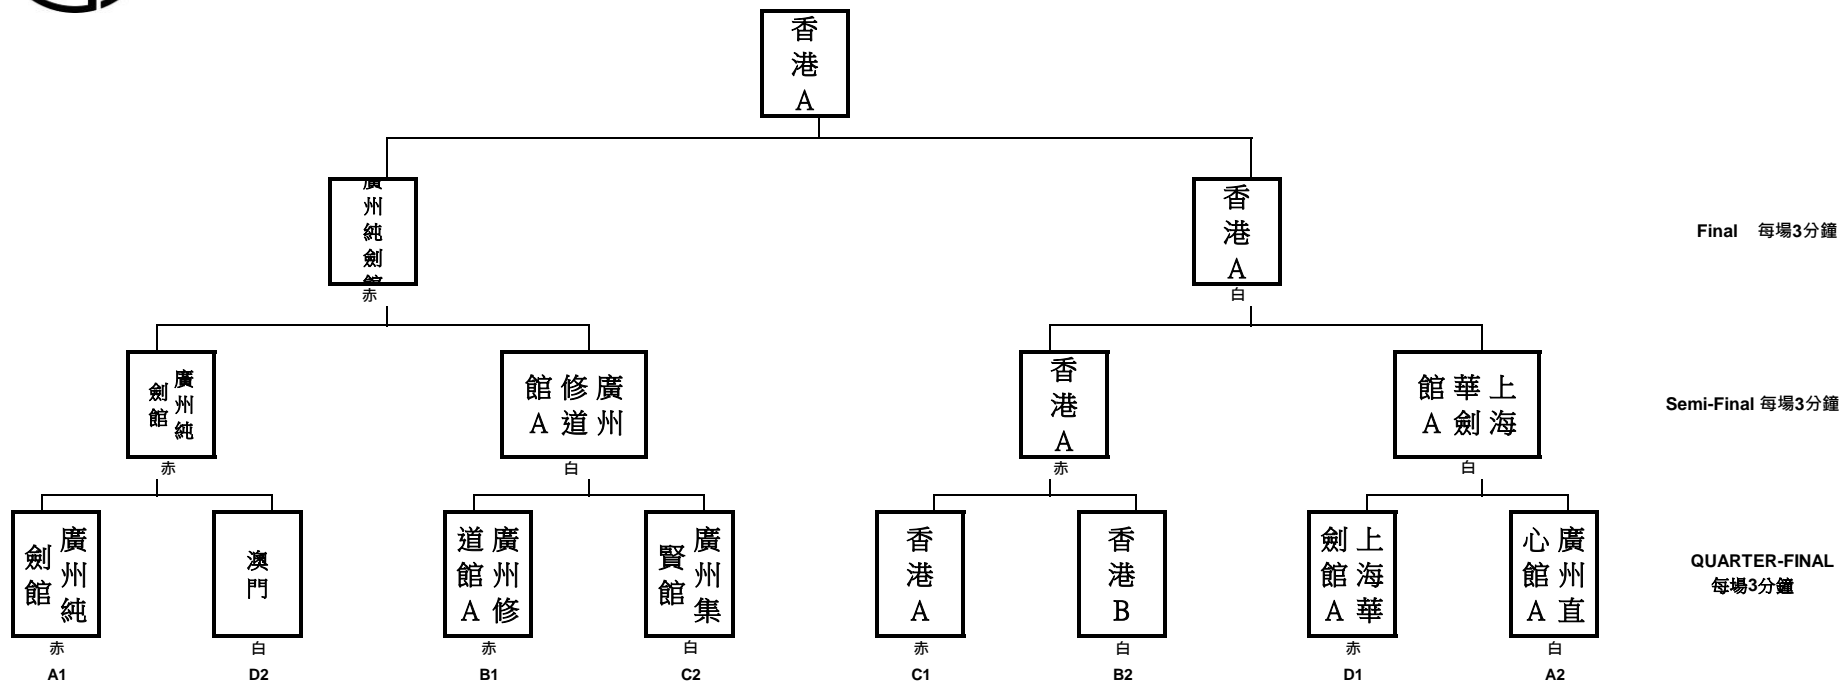 香港A
廣州純劍館
香港A
Final 每場3分鐘
赤
白
廣州純劍館
廣州修道館A
香港A
上海華劍館A
Semi-Final 每場3分鐘
赤
白
赤
白
廣州純劍館
澳門
廣州修道館A
廣州集賢館
香港A
香港B
上海華劍館A
廣州直心館A
QUARTER-FINAL
每場3分鐘
赤
白
赤
白
赤
白
赤
白
A1
D2
B1
C2
C1
B2
D1
A2